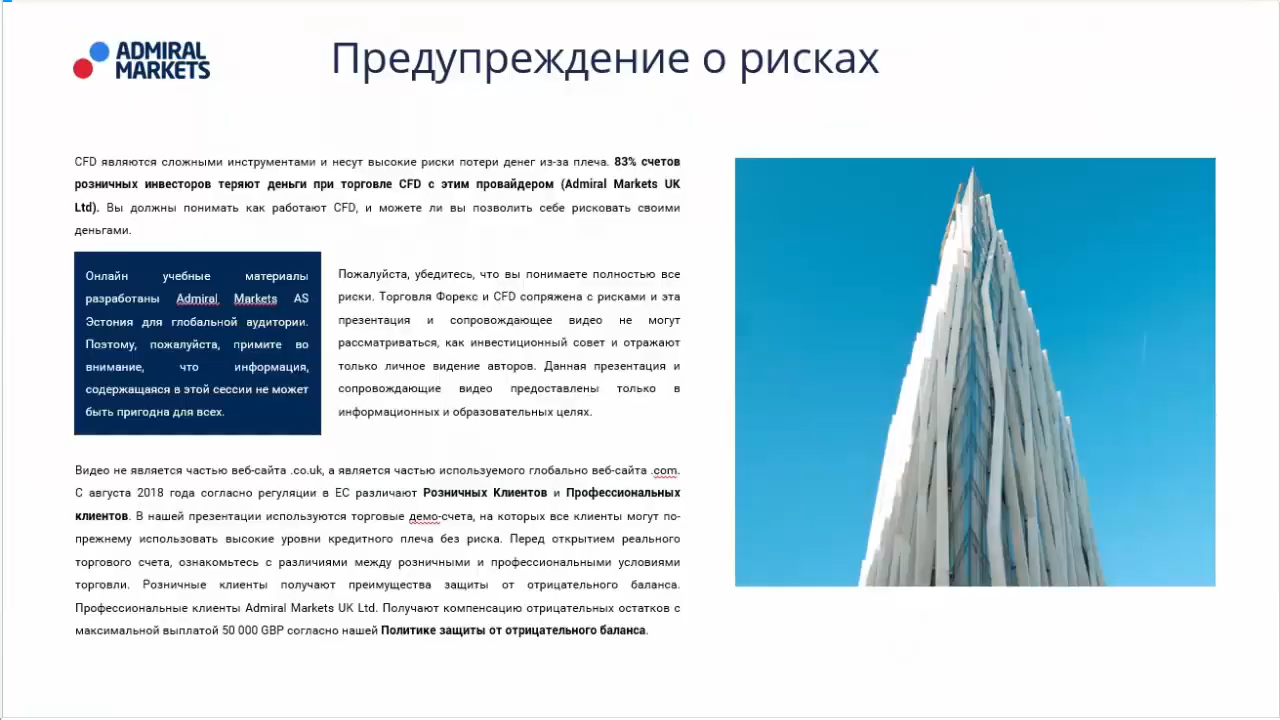 ADMIRAL
MARKETS
Предупреждение о рисках
CFD являются сложными инструментами и несут высокие риски потери денег из-за плеча. 83% счетов
розничных инвесторов теряют деньги при торговле CFD с этим провайдером (Admiral Markets UK
Ltd). Вы должны понимать как работают CFD, и можете ли вы позволить себе рисковать своими
деньгами.
Онлайн учебные материалы
разработаны Admiral Markets AS
Эстония для глобальной аудитории.
Поэтому, пожалуйста, примите во
внимание, что информация,
содержащаяся в этой сессии не может
быть пригодна для всех.
Пожалуйста, убедитесь, что вы понимаете полностью все
риски. Торговля Форекс и CFD сопряжена с рисками и эта
презентация и сопровождающее видео не могут
рассматриваться, как инвестиционный совет и отражают
только личное видение авторов. Данная презентация и
сопровождающие видео предоставлены только в
информационных и образовательных целях.
Видео не является частью веб-сайта .co.uk, а является частью используемого глобально веб-сайта .com.
С августа 2018 года согласно регуляции в ЕС различают Розничных Клиентов и Профессиональных
клиентов. В нашей презентации используются торговые демо-счета, на которых все клиенты могут по-
прежнему использовать высокие уровни кредитного плеча без риска. Перед открытием реального
торгового счета, ознакомьтесь с различиями между розничными и профессиональными условиями
торговли. Розничные клиенты получают преимущества защиты от отрицательного баланса.
Профессиональные клиенты Admiral Markets UK Ltd. Получают компенсацию отрицательных остатков с
максимальной выплатой 50 000 GBP согласно нашей Политике защиты от отрицательного баланса.